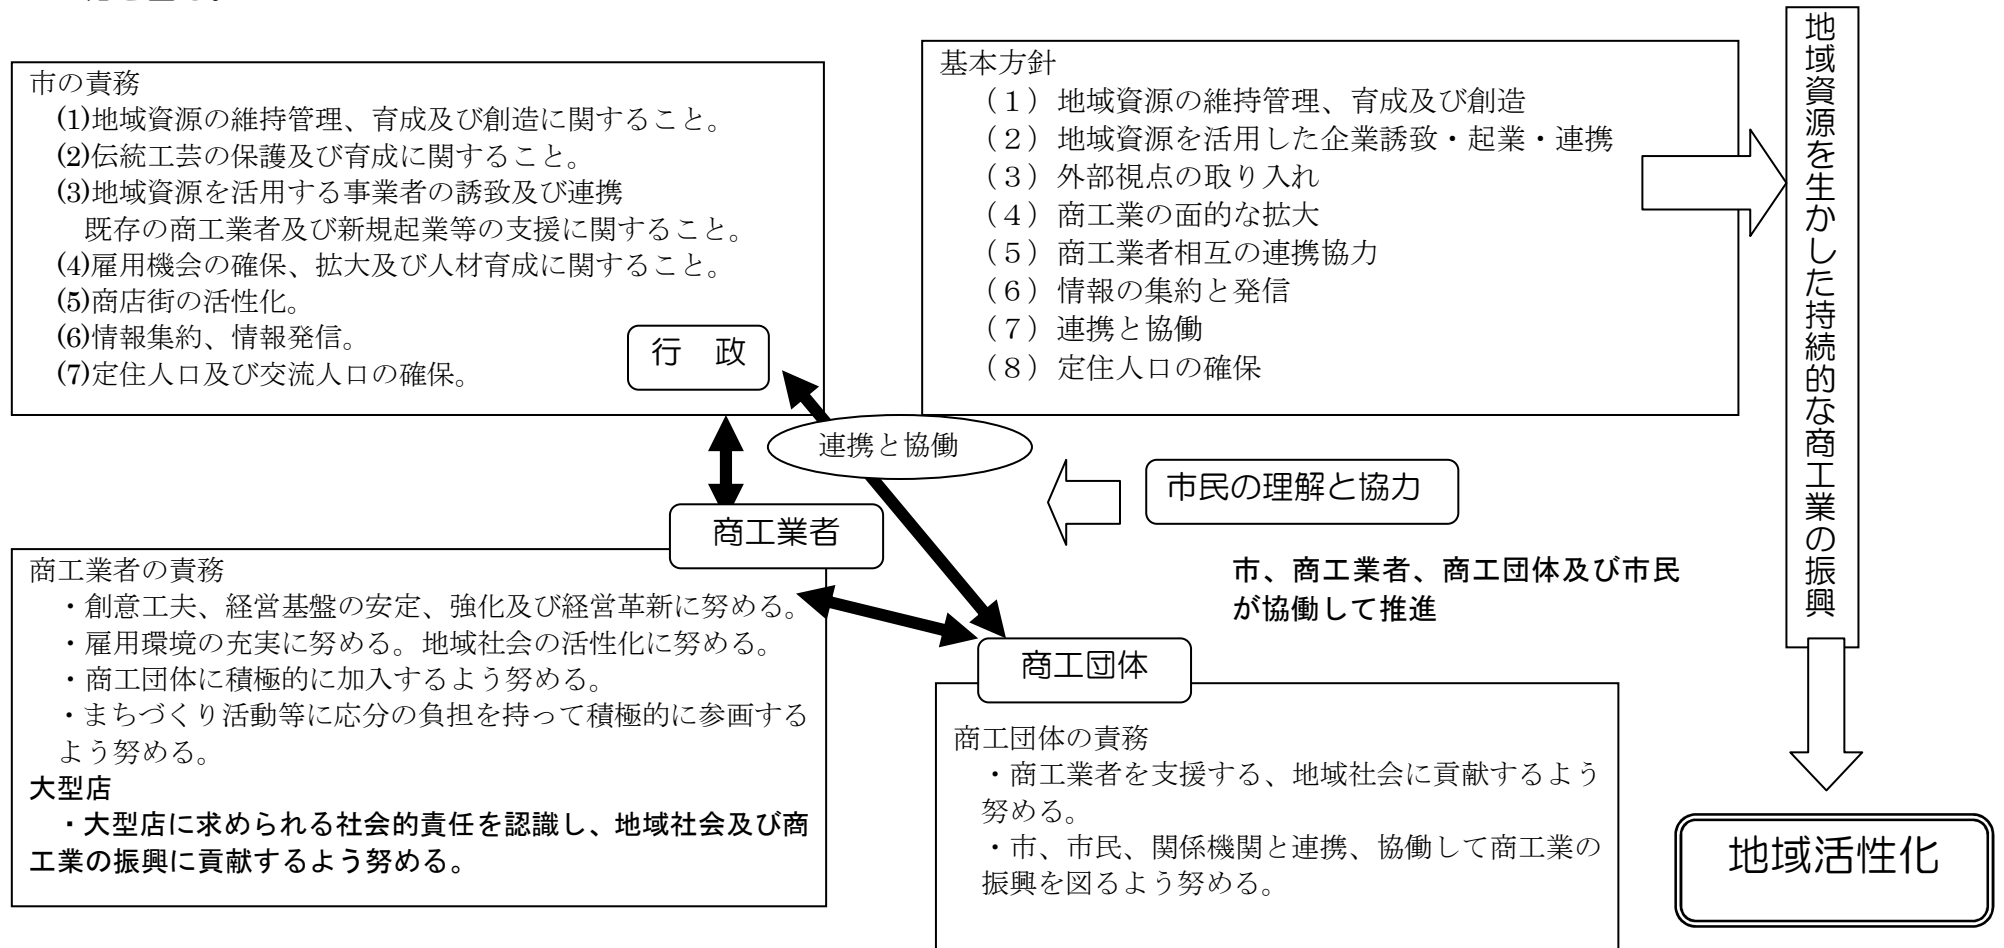 市の責務
(1)地域資源の維持管理、育成及び創造に関すること。
(2)伝統工芸の保護及び育成に関すること。
(3)地域資源を活用する事業者の誘致及び連携
既存の商工業者及び新規起業等の支援に関すること。
(4)雇用機会の確保、拡大及び人材育成に関すること。
(5)商店街の活性化。
(6)情報集約、情報発信。
(7)定住人口及び交流人口の確保。
行　政
基本方針
（１）地域資源の維持管理、育成及び創造
（２）地域資源を活用した企業誘致・起業・連携
（３）外部視点の取り入れ
（４）商工業の面的な拡大
（５）商工業者相互の連携協力
（６）情報の集約と発信
（７）連携と協働
（８）定住人口の確保
地域資源を生かした持続的な商工業の振興
連携と協働
市民の理解と協力
商工業者
市、商工業者、商工団体及び市民
が協働して推進
商工業者の責務
・創意工夫、経営基盤の安定、強化及び経営革新に努める。
・雇用環境の充実に努める。地域社会の活性化に努める。
・商工団体に積極的に加入するよう努める。
・まちづくり活動等に応分の負担を持って積極的に参画する
よう努める。
大型店
・大型店に求められる社会的責任を認識し、地域社会及び商
工業の振興に貢献するよう努める。
商工団体
商工団体の責務
・商工業者を支援する、地域社会に貢献するよう
努める。
・市、市民、関係機関と連携、協働して商工業の
振興を図るよう努める。
地域活性化